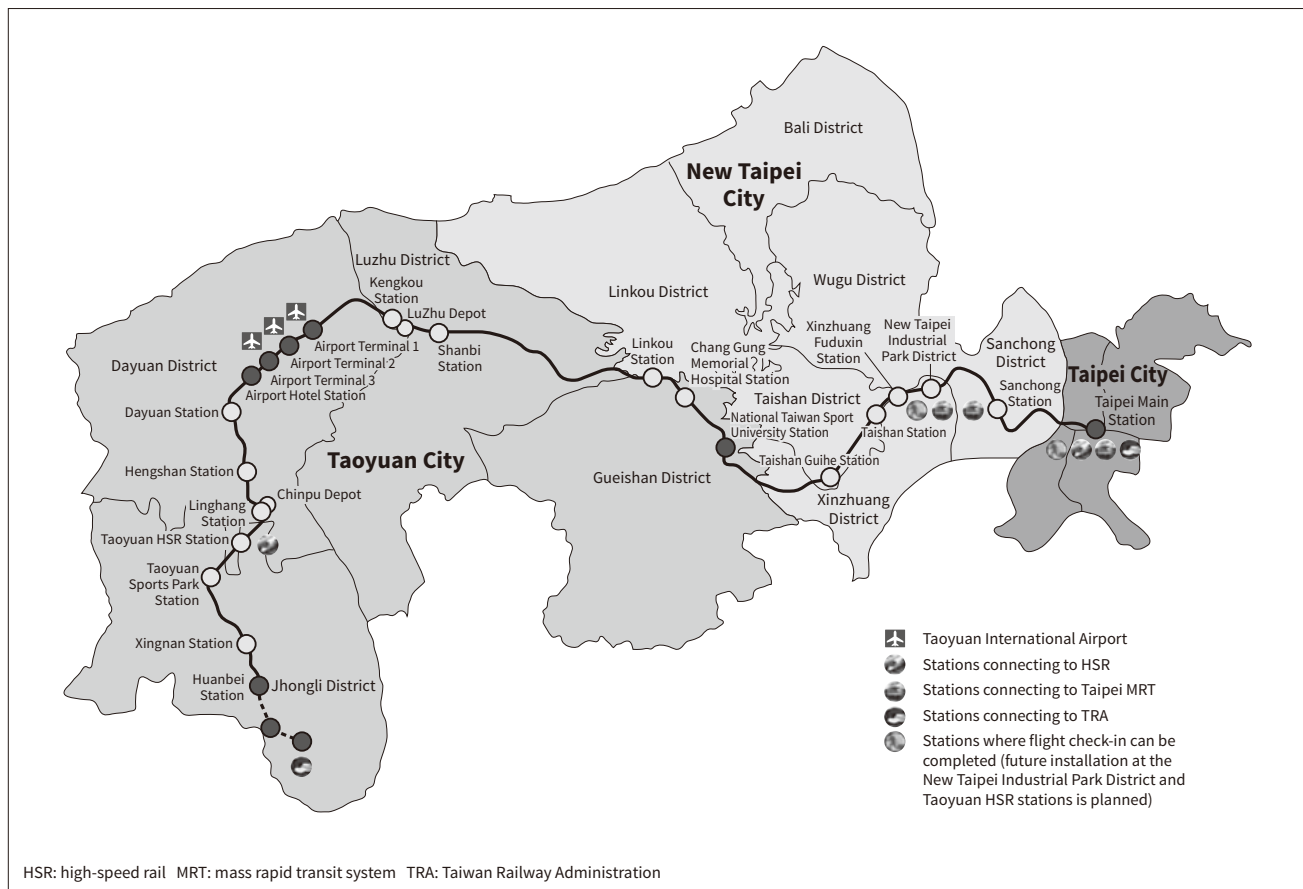 Bali District
New Taipei
City
Luzhu District
Kengkou
Station
LuZhu Depot
Shanbi
Station
Linkou District
Wugu District
Linkou
Station
Chang Gung
Memorial
Hospital Station
Xinzhuang
Fuduxin
Station
New Taipei
Industrial
Park District
Sanchong
District
Sanchong
Station
Taipei City
Taipei Main
Station
Dayuan District
Airport Terminal 1
Airport Terminal 2
Airport Terminal 3
Airport Hotel Station
Dayuan Station
Taishan District
National Taiwan Sport
University Station
Taishan Station
Taoyuan City
Gueishan District
Taishan Guihe Station
Xinzhuang
District
Hengshan Station
Chinpu Depot
Linghang
Station
Taoyuan HSR Station
Taoyuan
Sports Park
Station
Xingnan Station
Huanbei
Station
Jhongli District
Taoyuan International Airport
Stations connecting to HSR
Stations connecting to Taipei MRT
Stations connecting to TRA
Stations where flight check-in can be
completed (future installation at the
New Taipei Industrial Park District and
Taoyuan HSR stations is planned)
HSR: high-speed rail MRT: mass rapid transit system TRA: Taiwan Railway Administration